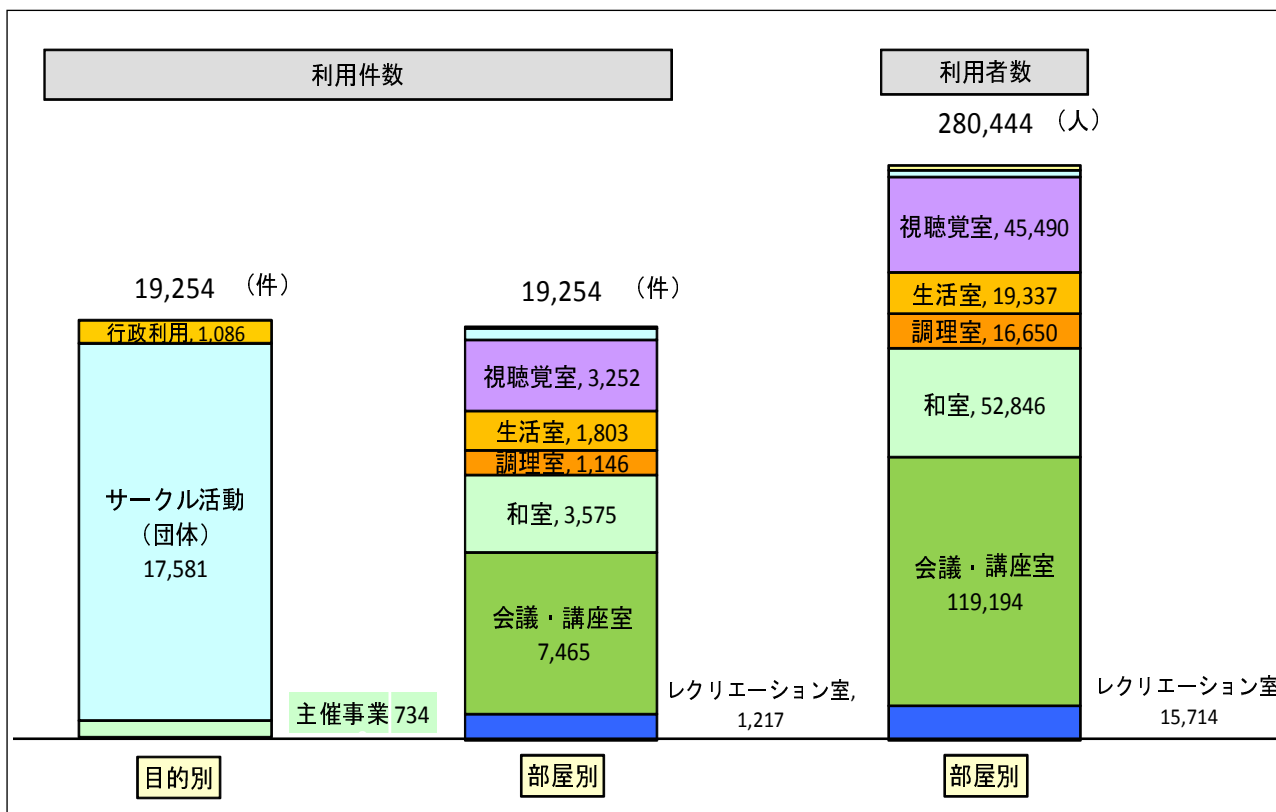 利用件数
利用者数
280,444 （人）
19,254 （件）
19,254 （件）
行政利用, 1,086
サークル活動
（団体）
17,581
主催事業 734
視聴覚室, 3,252
生活室, 1,803
調理室, 1,146
和室, 3,575
会議・講座室
7,465
レクリエーション室,
1,217
視聴覚室, 45,490
生活室, 19,337
調理室, 16,650
和室, 52,846
会議・講座室
119,194
レクリエーション室
15,714
目的別
部屋別
部屋別